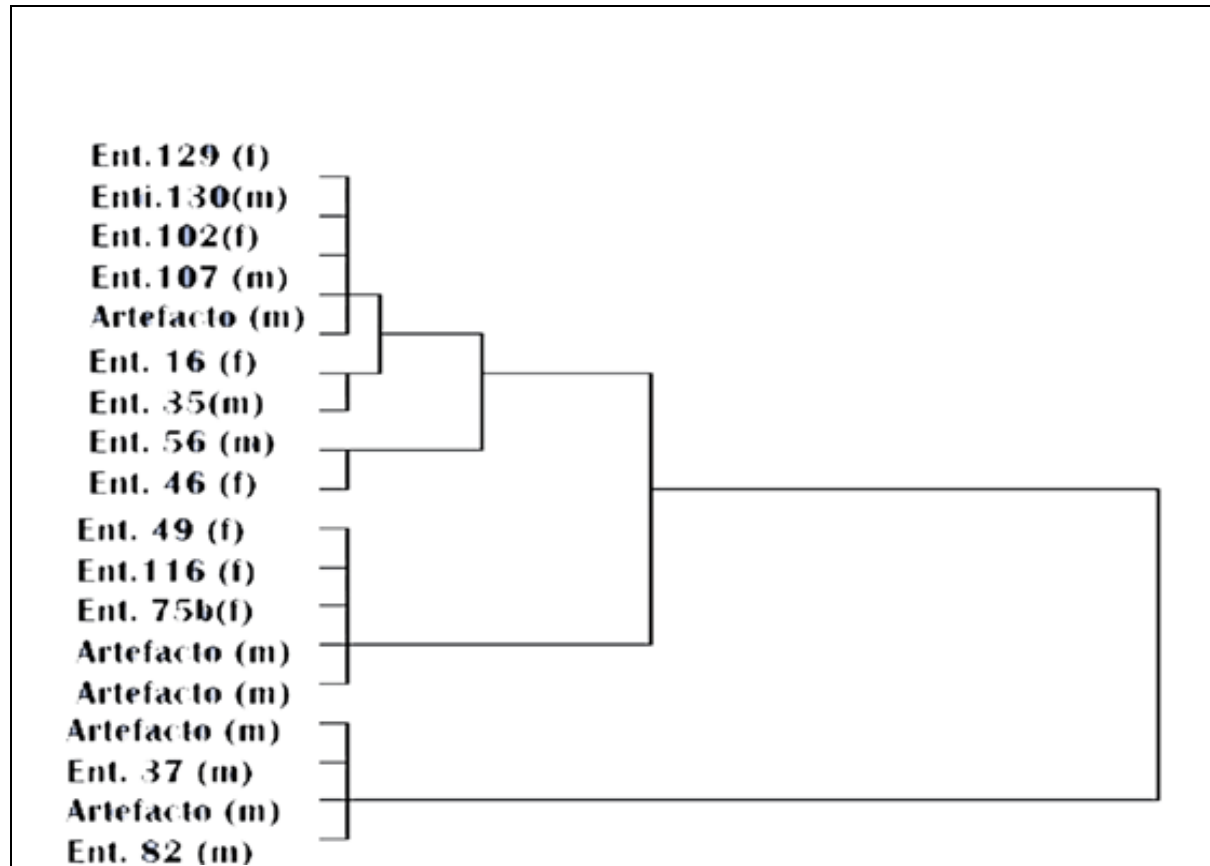 Ent.129 (f)
Enti.130(m)
Ent.102(f)
Ent.107 (m)
Artefacto (m)
Ent. 16 (f)
Ent. 35(m)
Ent. 56 (m)
Ent. 46 (f)
Ent. 49 (f)
Ent.116 (f)
Ent. 75b(f)
Artefacto (m)
Artefacto (m)
Artefacto (m)
Ent. 37 (m)
Artefacto (m)
Ent. 82 (m)